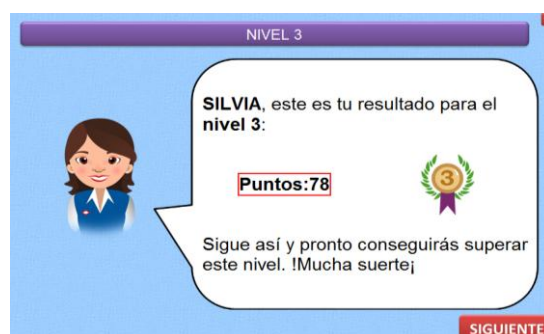 NIVEL 3
SILVIA, este es tu resultado para el
nivel 3:
Puntos:78
3
Sigue así y pronto conseguirás superar
este nivel. !Mucha suerte¡
SIGUIENTE